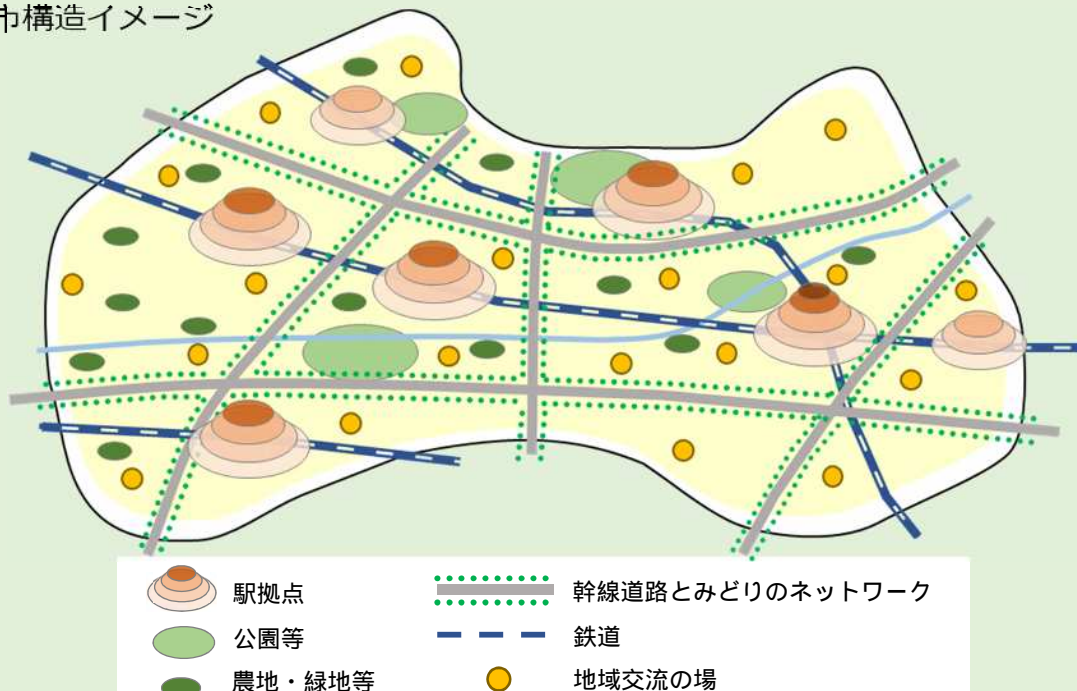 構造イメージ
駅拠点
幹線道路とみどりのネットワーク
公園等
鉄道
農地・緑地等
地域交流の場